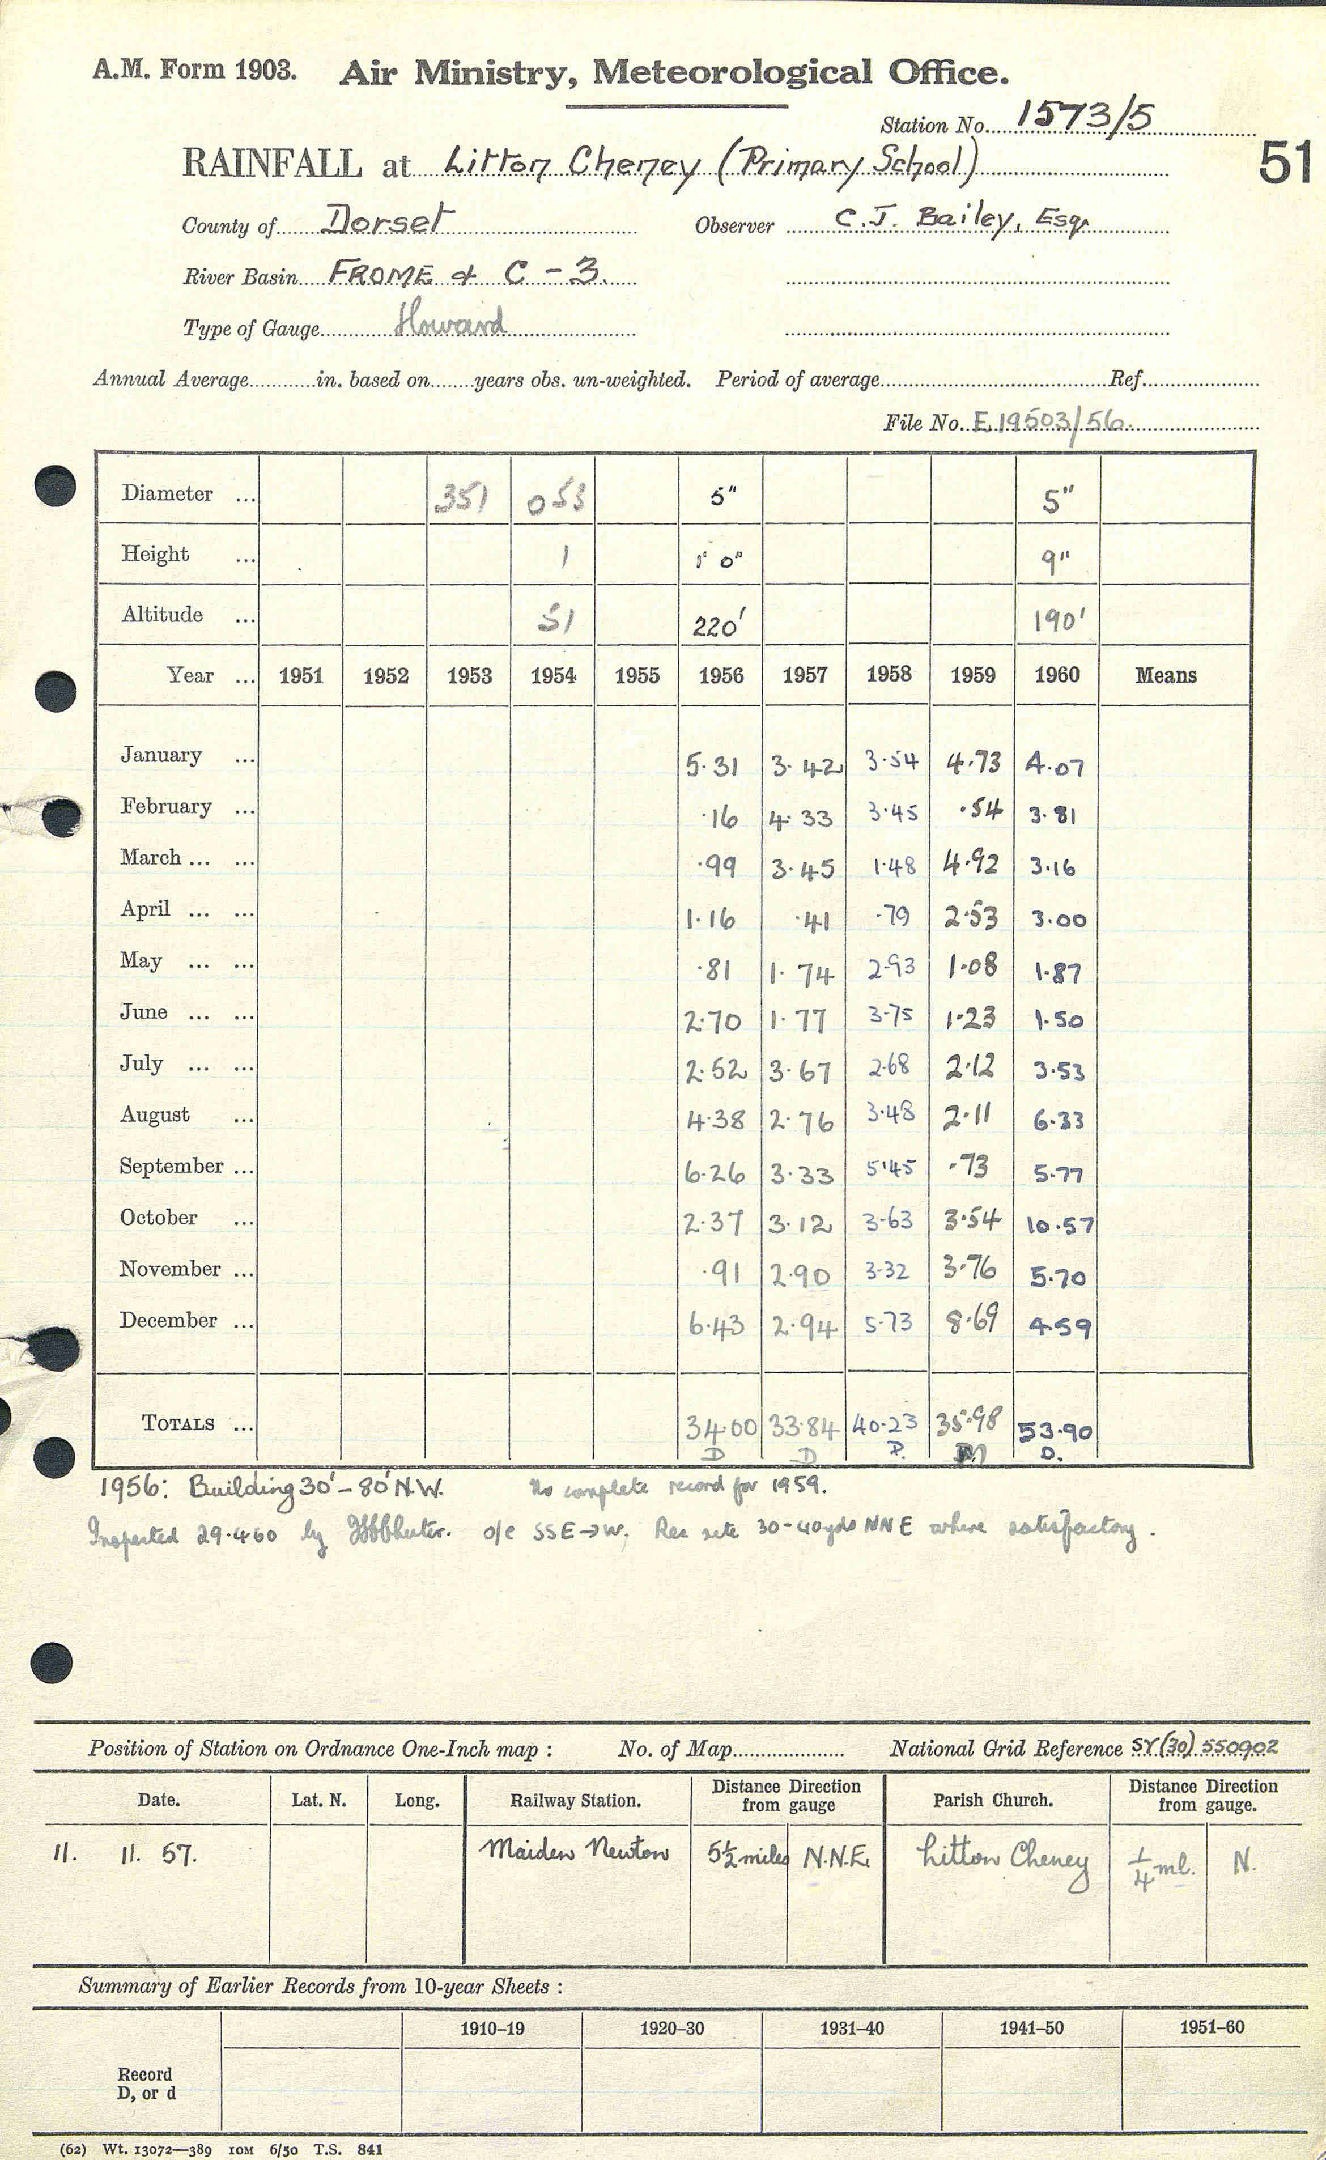 A.M. Form 1903. Air Ministry, Meteorological Office.
Station No. 1573/5
51
RAINFALL at Litton Cheney (Primary School)
County of Dorset Observer C.J. Bailey, Esq.
River Basin FROME & C - 3.
Type of Gauge Howard
Annual Average............in. based on........years obs. un-weighted. Period of average........Ref........
File No. E 19503/56
Diameter ... 351 053 5" 5"
Height ... 1 1' 0" 9"
Altitude ... 51 220' 190'
Year ... 1951 1952 1953 1954 1955 1956 1957 1958 1959 1960 Means
January ... 5.31 3.42 3.54 4.73 4.07
February ... .16 4.33 3.45 .54 3.81
March ... ... .99 3.45 1.48 4.92 3.16
April ... ... 1.16 .41 .79 2.53 3.00
May ... ... .81 1.74 2.93 1.08 1.87
June ... ... 2.70 1.77 3.75 1.23 1.50
July ... ... 2.52 3.67 2.68 2.12 3.53
August ... 4.38 2.76 3.48 2.11 6.33
September ... 6.26 3.33 5.45 .73 5.77
October ... 2.37 3.12 3.63 3.54 10.57
November ... .91 2.90 3.32 3.76 5.70
December ... 6.43 2.94 5.73 8.69 4.59
TOTALS ... 34.00 33.84 40.23 35.98 53.90
D D D. D.
1956: Building 30' - 80' N.W. No complete record for 1959.
Inspected 29.4.60 by o/e SSE→W. Rec site 30-40yds NNE where satisfactory.
Position of Station on Ordnance One-Inch map : No. of Map........ National Grid Reference SY(30) 550902
Date. Lat. N. Long. Railway Station. Distance Direction from gauge Parish Church. Distance Direction from gauge.
11. 11. 57. Maiden Newton 5½ miles N.N.E. Litton Cheney ¼ ml. N.
Summary of Earlier Records from 10-year Sheets :
1910–19 1920–30 1931–40 1941–50 1951–60
Record
D, or d
(62) Wt. 13072—389 10M 6/50 T.S. 841